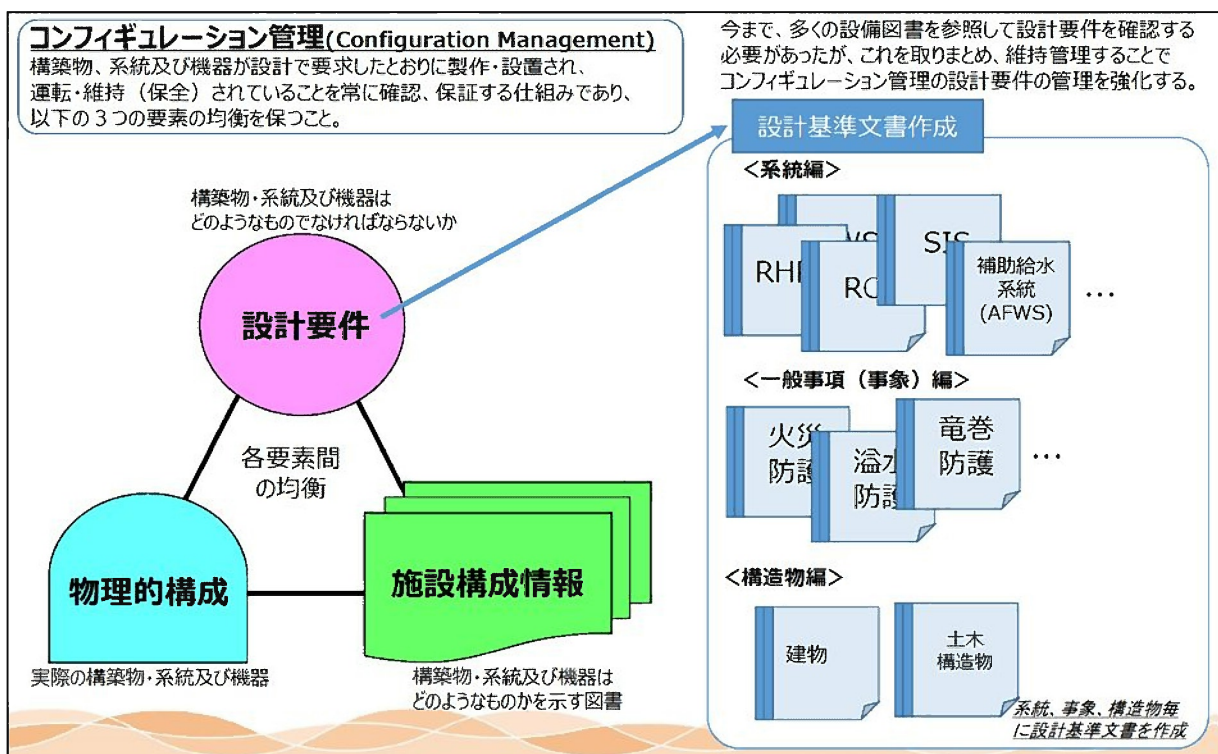 コンフィギュレーション管理(Configuration Management)
構築物、系統及び機器が設計で要求したとおりに製作・設置され、
運転・維持（保全）されていることを常に確認、保証する仕組みであり、
以下の３つの要素の均衡を保つこと。
構築物・系統及び機器は
どのようなものでなければならないか
設計要件
各要素間
の均衡
物理的構成
実際の構築物・系統及び機器
施設構成情報
構築物・系統及び機器は
どのようなものかを示す図書
今まで、多くの設備図書を参照して設計要件を確認する
必要があったが、これを取りまとめ、維持管理することで
コンフィギュレーション管理の設計要件の管理を強化する。
設計基準文書作成
＜系統編＞
RH
RC
SIS
補助給水
系統
(AFWS)
…
＜一般事項（事象）編＞
火災
防護
溢水
防護
竜巻
防護
…
＜構造物編＞
建物
土木
構造物
系統、事象、構造物毎
に設計基準文書を作成